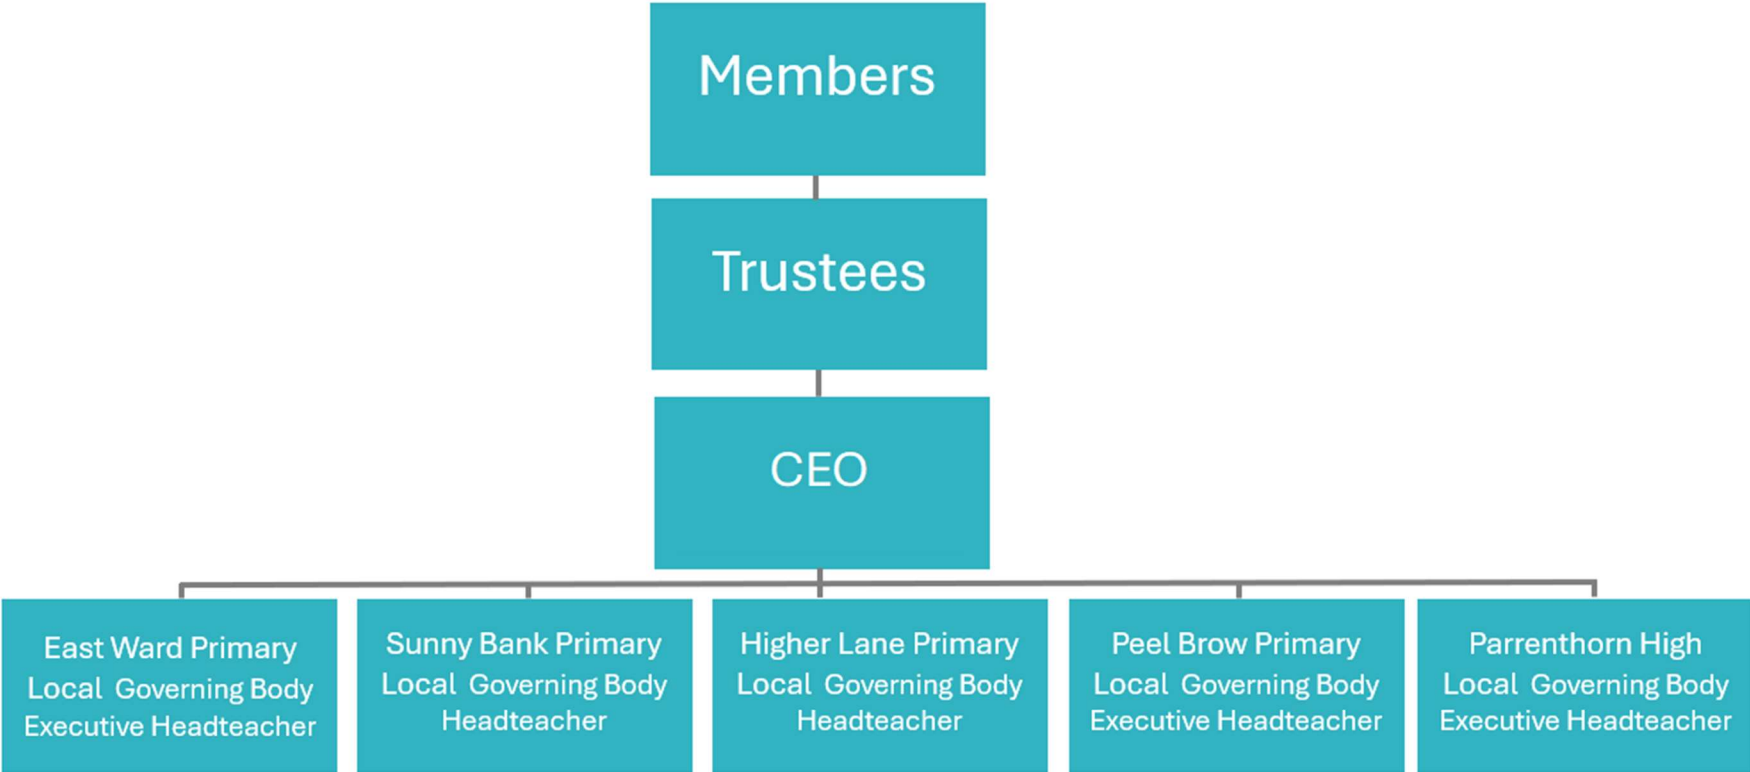 Members
Trustees
CEO
East Ward Primary
Local Governing Body
Executive Headteacher
Sunny Bank Primary
Local Governing Body
Headteacher
Higher Lane Primary
Local Governing Body
Headteacher
Peel Brow Primary
Local Governing Body
Executive Headteacher
Parrenthorn High
Local Governing Body
Executive Headteacher